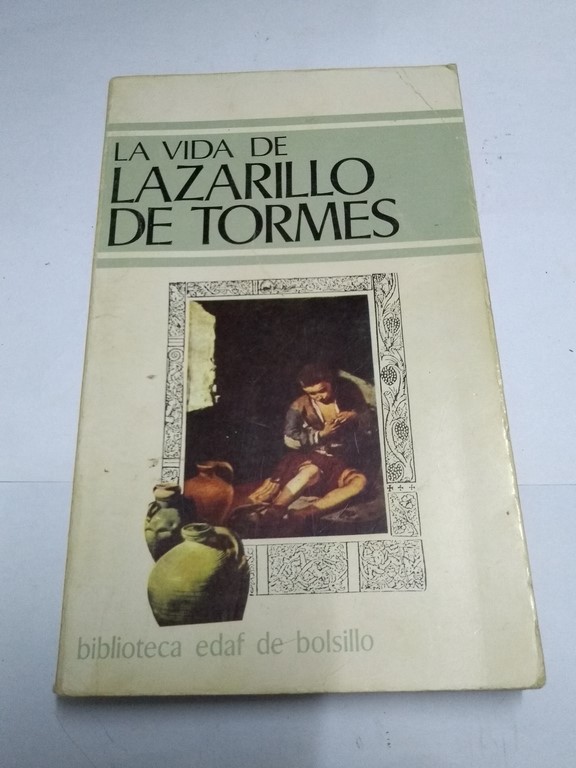 LA VIDA DE
LAZARILLO
DE TORMES
biblioteca edaf de bolsillo